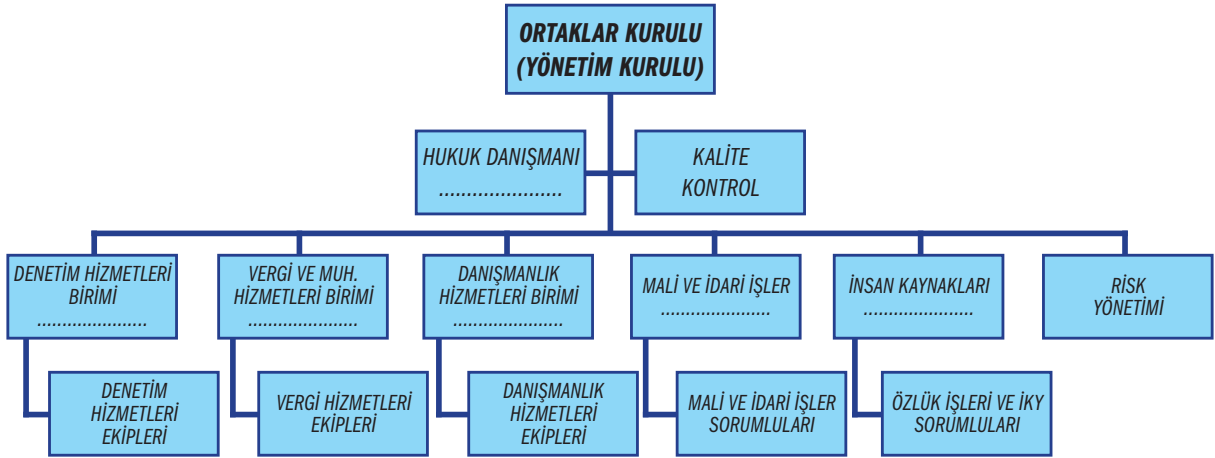 ORTAKLAR KURULU
(YÖNETİM KURULU)
HUKUK DANIŞMANI
......................
KALİTE
KONTROL
DENETİM HİZMETLERİ
BİRİMİ
......................
VERGİ VE MUH.
HİZMETLERİ BİRİMİ
......................
DANIŞMANLIK
HİZMETLERİ BİRİMİ
......................
MALİ VE İDARİ İŞLER
......................
İNSAN KAYNAKLARI
......................
RİSK
YÖNETİMİ
DENETİM
HİZMETLERİ
EKİPLERİ
VERGİ HİZMETLERİ
EKİPLERİ
DANIŞMANLIK
HİZMETLERİ
EKİPLERİ
MALİ VE İDARİ İŞLER
SORUMLULARI
ÖZLÜK İŞLERİ VE İKY
SORUMLULARI